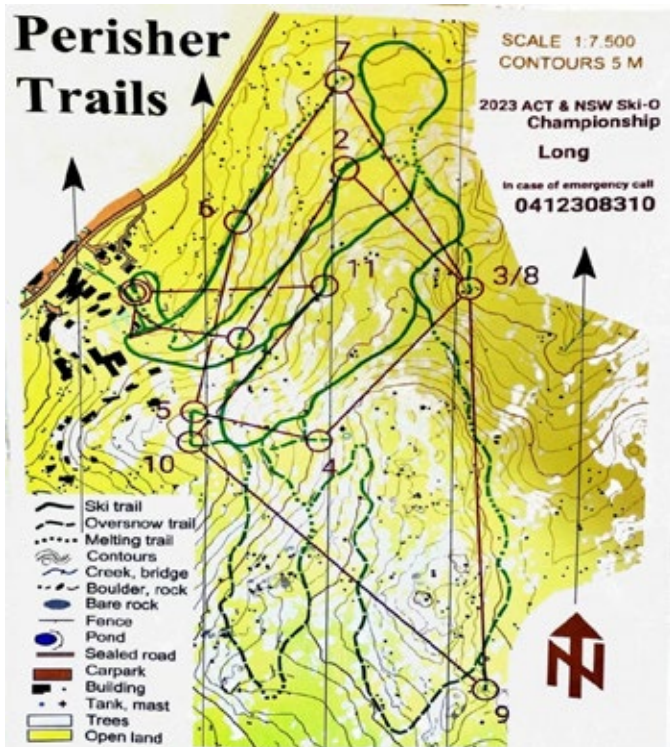 Perisher
Trails
SCALE 1:7.500
CONTOURS 5 M
2023 ACT & NSW Ski-O
Championship
Long
In case of emergency call
0412308310
7
2
6
11
3/8
1
5
10
4
9
Ski trail
Oversnow trail
Melting trail
Contours
Creek, bridge
Boulder, rock
Bare rock
Fence
Pond
Sealed road
Carpark
Building
Tank, mast
Trees
Open land
N